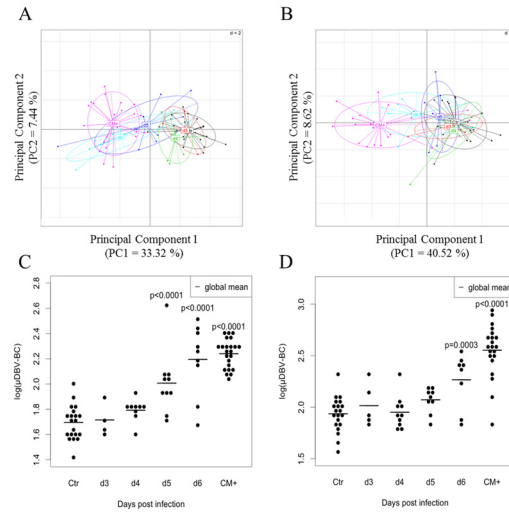 A
d = 2
Principal Component 2
(PC2 = 7.44 %)
Principal Component 1
(PC1 = 33.32 %)
B
d
Principal Component 2
(PC2 = 8.62 %)
Principal Component 1
(PC1 = 40.52 %)
C
log(μDBV-BC)
2.8
2.6
2.4
2.2
2.0
1.8
1.6
1.4
global mean
p<0.0001
p<0.0001
p<0.0001
Ctr d3 d4 d5 d6 CM+
Days post infection
D
log(μDBV-BC)
3.0
2.5
2.0
1.5
global mean
p<0.0001
p=0.0003
Ctr d3 d4 d5 d6 CM+
Days post infection